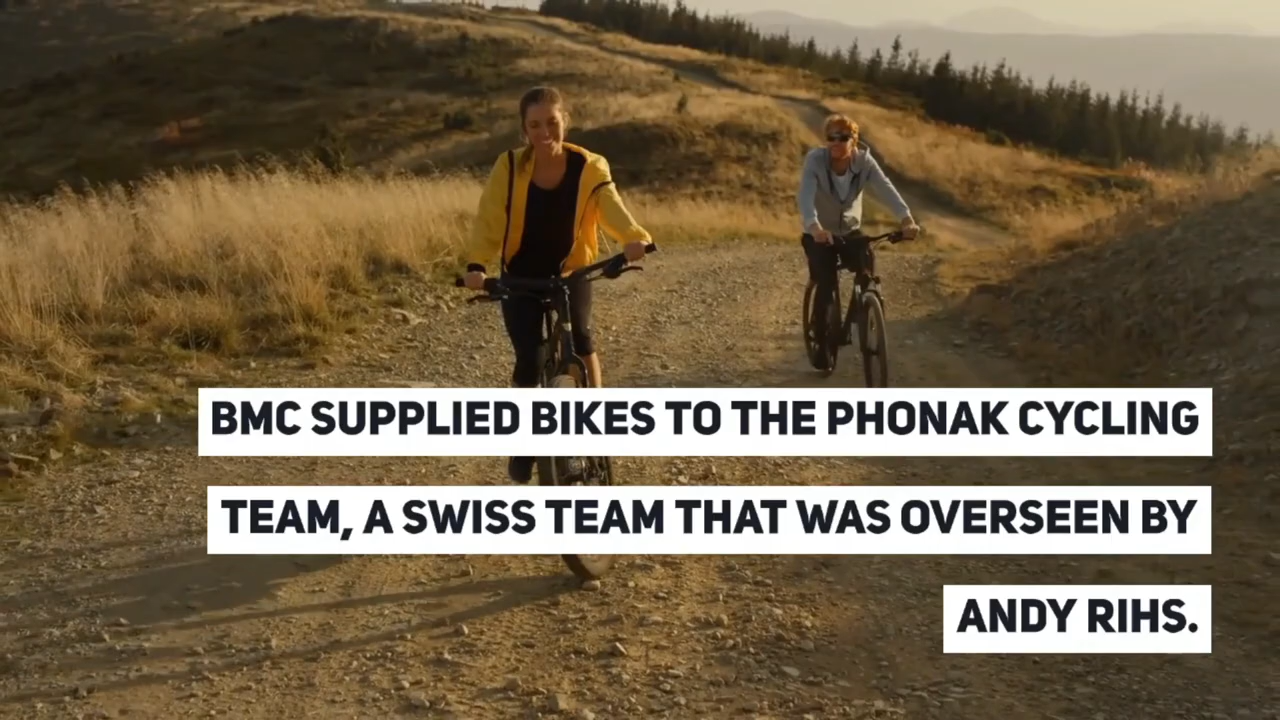 BMC SUPPLIED BIKES TO THE PHONAK CYCLING
TEAM, A SWISS TEAM THAT WAS OVERSEEN BY
ANDY RIHS.